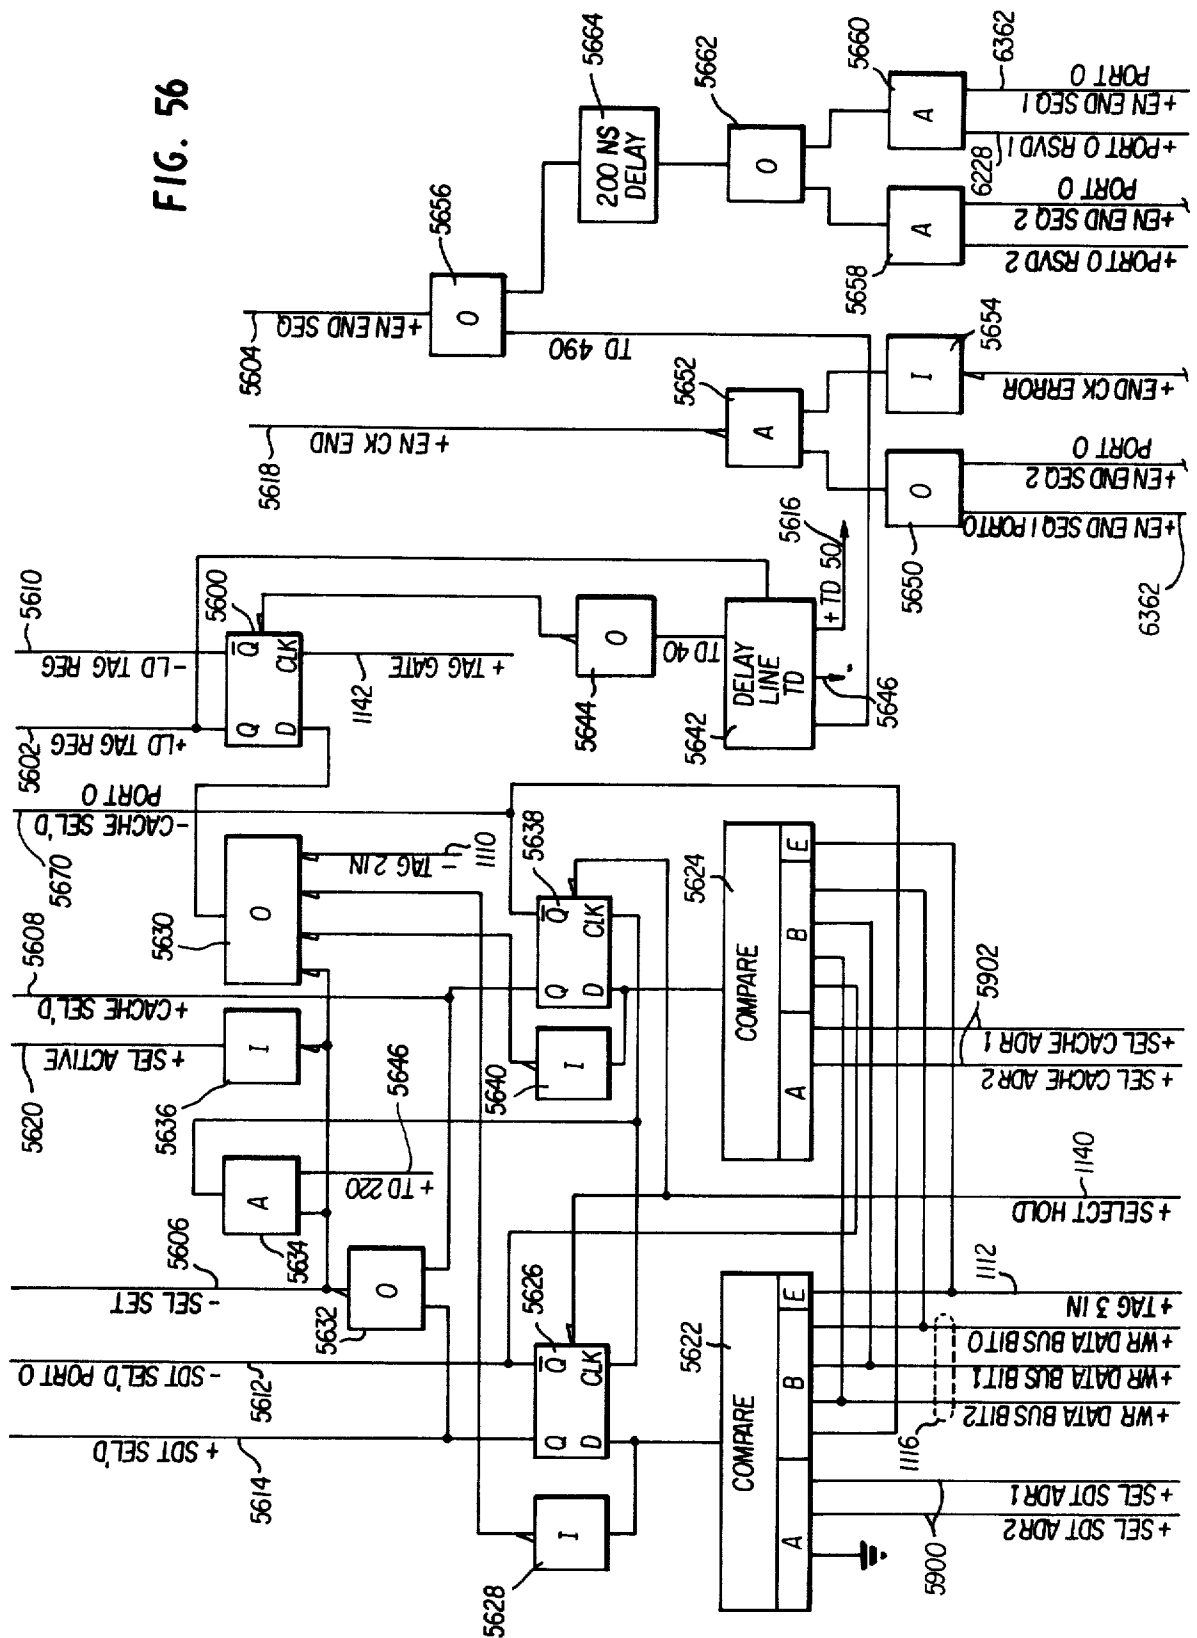 FIG. 56
5610
- LD TAG REG
5602
+LD TAG REG
PORT 0
- CACHE SEL'D
5670
5608
+ CACHE SEL'D
+ SEL ACTIVE
5620
5606
- SEL SET
- SDT SEL'D PORT 0
5612
+ SDT SEL'D
5614
5604
+EN END SEQ
5618
+ EN CK END
5656
O
5664
200 NS
DELAY
5662
O
5660
A
5658
A
TD 490
5652
A
5654
I
5650
O
5600
Q
Q̅
D
CLK
1142
+ TAG GATE
5644
O
TD 40
5642
DELAY
LINE
TD
+ TD 50
5616
5646
5630
O
- TAG 2 IN
1110
5636
I
5634
A
+ TD 220
5646
5632
O
5638
Q
Q̅
D
CLK
5640
I
5626
Q
Q̅
D
CLK
5628
I
5624
COMPARE
A
B
E
5622
COMPARE
A
B
E
5902
+ SEL CACHE ADR 1
+ SEL CACHE ADR 2
1140
+ SELECT HOLD
1112
+ TAG 3 IN
+WR DATA BUS BIT 0
+WR DATA BUS BIT 1
+WR DATA BUS BIT 2
1116
+ SEL SDT ADR 1
+ SEL SDT ADR 2
5900
+EN END SEQ 1 PORT 0
6362
+EN END SEQ 2
PORT 0
+END CK ERROR
+PORT 0 RSVD 2
+EN END SEQ 2
PORT 0
6228
+PORT 0 RSVD 1
+EN END SEQ 1
PORT 0
6362